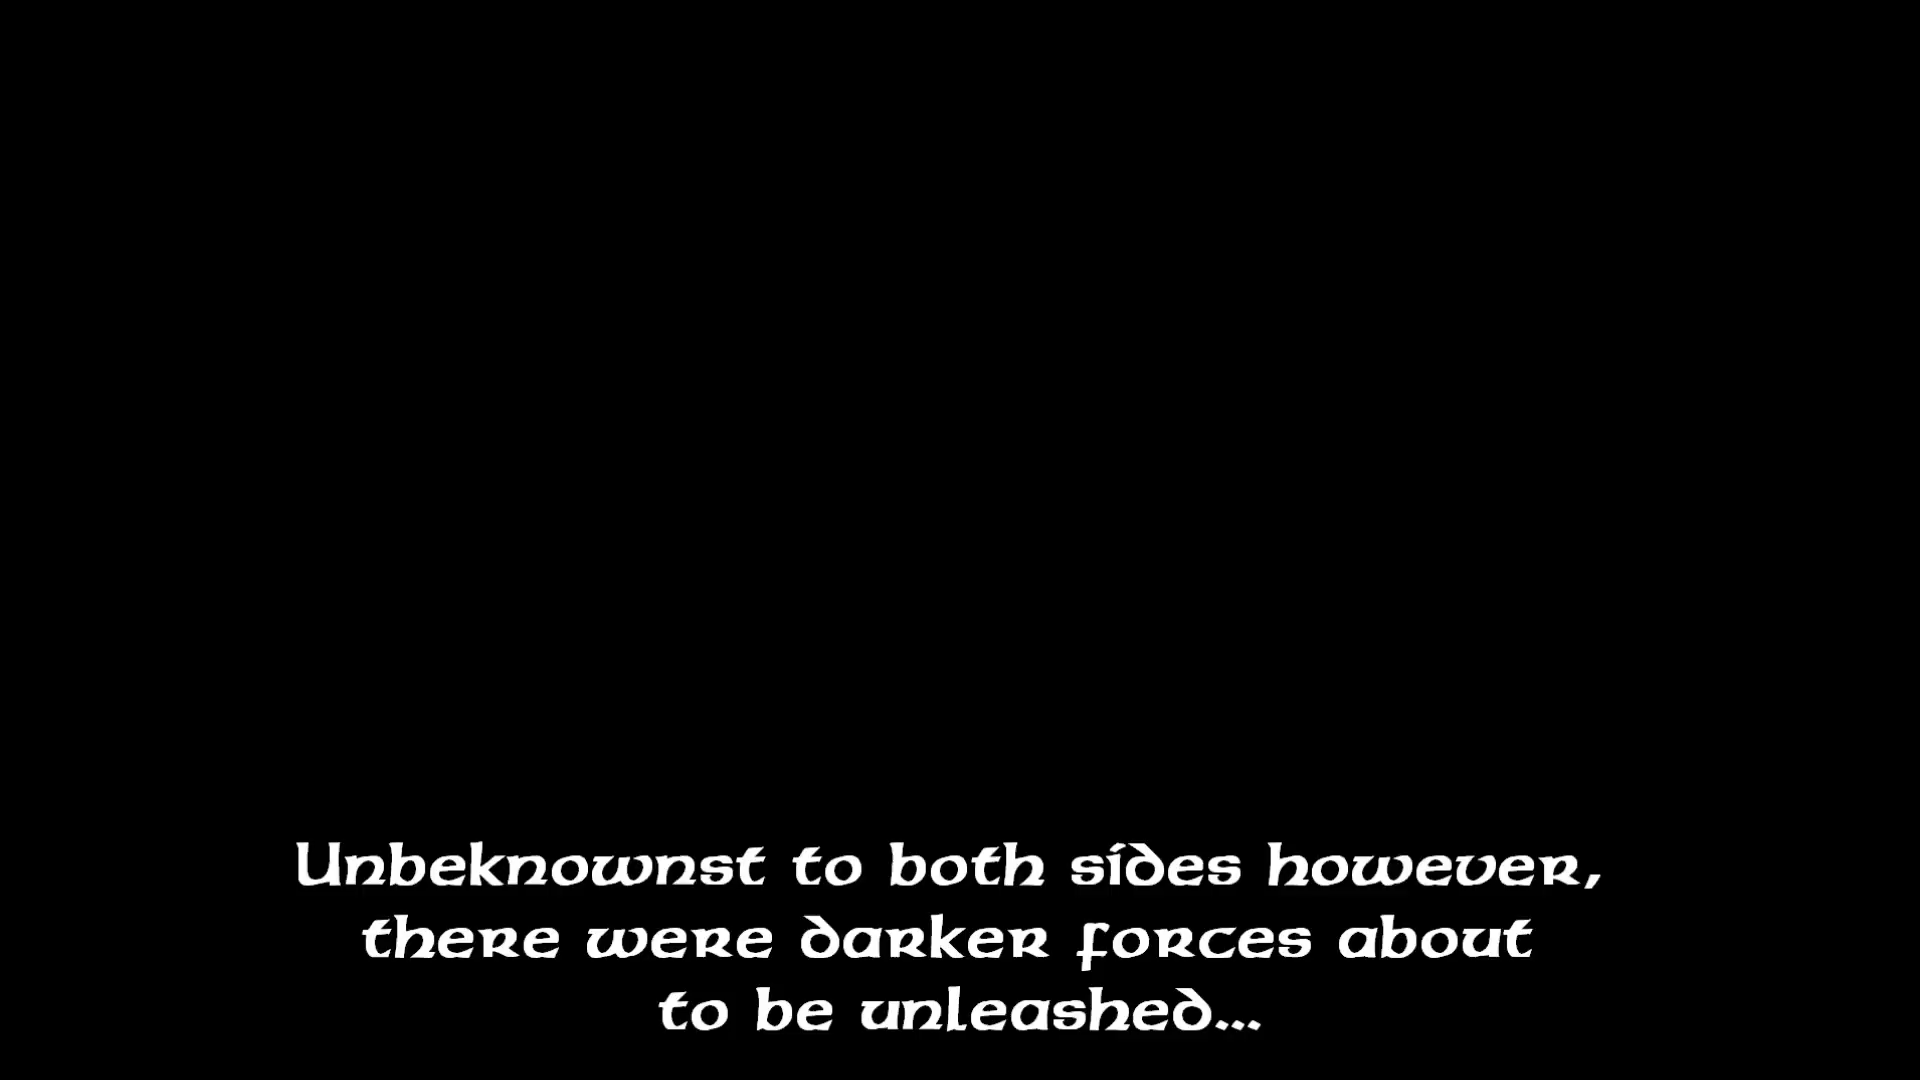 Unbeknownst to both sides however,
there were darker forces about
to be unleashed...